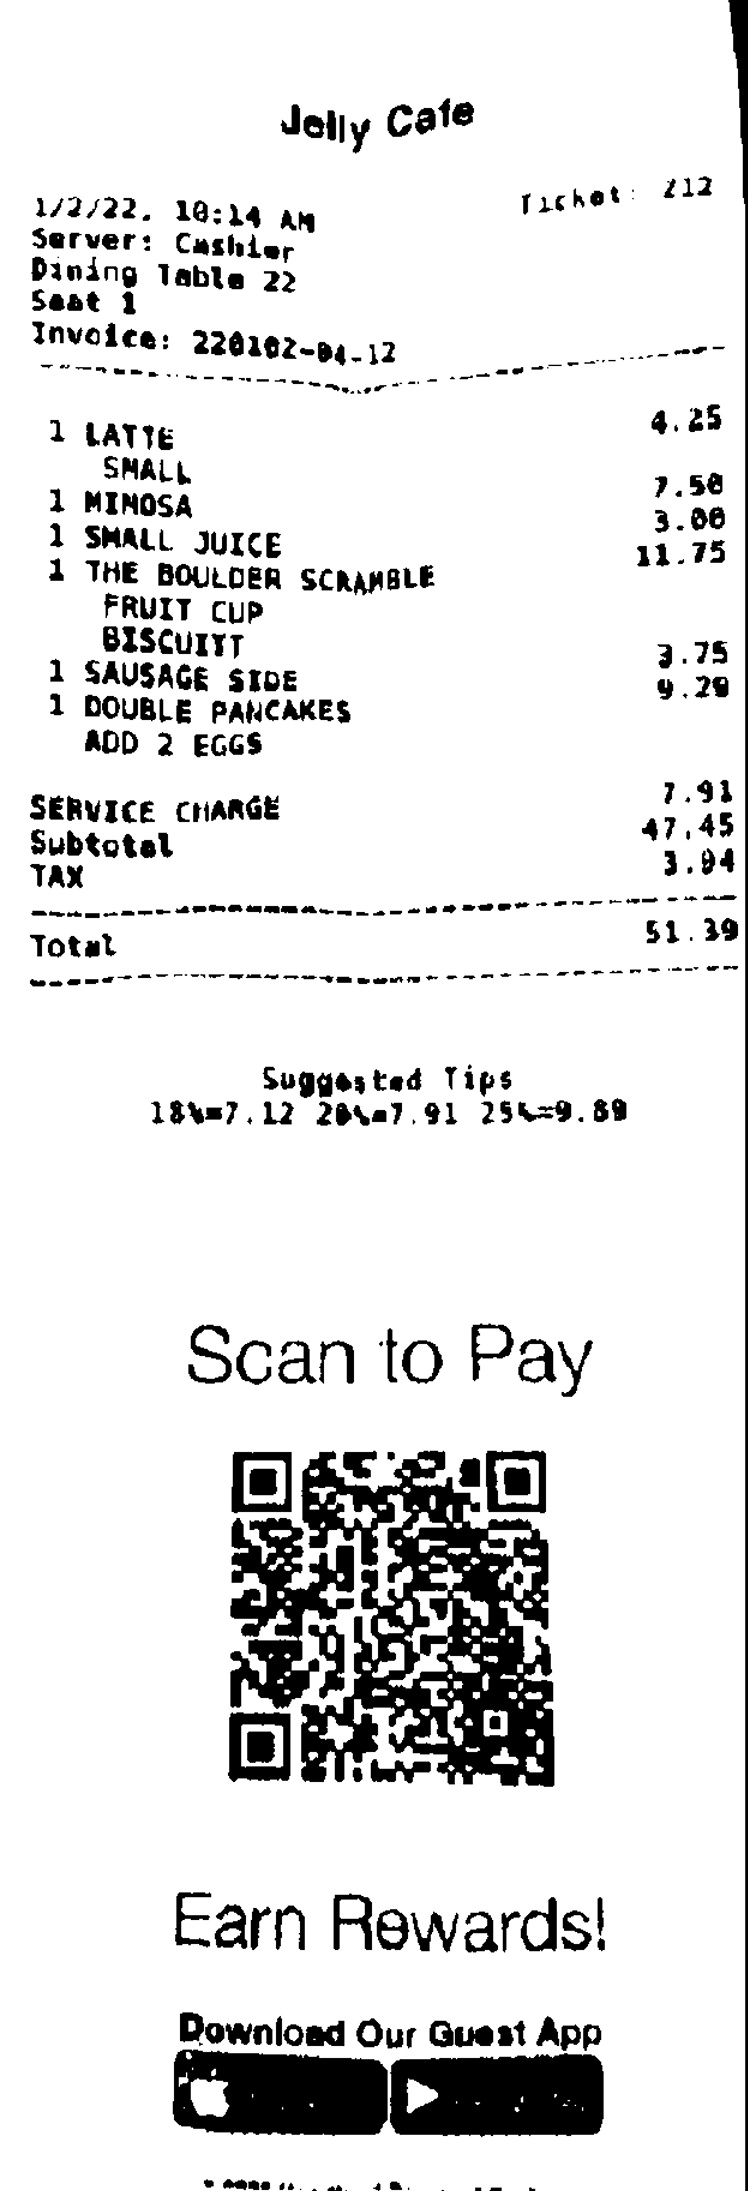 Jelly Cafe
1/2/22, 10:14 AM Ticket: 212
Server: Cashier
Dining Table 22
Seat 1
Invoice: 220102-04-12
1 LATTE 4.25
SMALL
1 MIMOSA 7.50
1 SMALL JUICE 3.00
1 THE BOULDER SCRAMBLE 11.75
FRUIT CUP
BISCUITT
1 SAUSAGE SIDE 3.75
1 DOUBLE PANCAKES 9.29
ADD 2 EGGS
SERVICE CHARGE 7.91
Subtotal 47.45
TAX 3.94
Total 51.39
Suggested Tips
18%=7.12 20%=7.91 25%=9.89
Scan to Pay
Earn Rewards!
Download Our Guest App